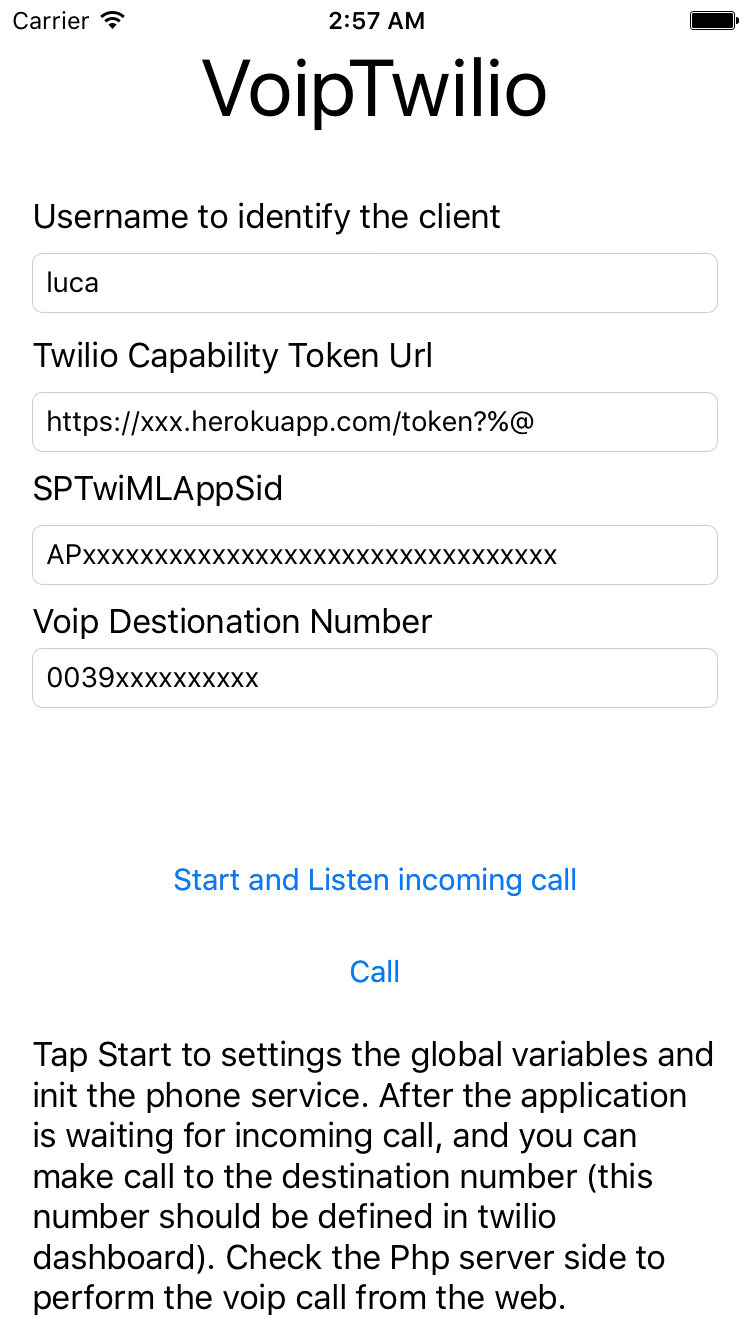 Carrier 2:57 AM
VoipTwilio
Username to identify the client
luca
Twilio Capability Token Url
https://xxx.herokuapp.com/token?%@
SPTwiMLAppSid
APxxxxxxxxxxxxxxxxxxxxxxxxxxxxxxxxx
Voip Destionation Number
0039xxxxxxxxxx
Start and Listen incoming call
Call
Tap Start to settings the global variables and
init the phone service. After the application
is waiting for incoming call, and you can
make call to the destination number (this
number should be defined in twilio
dashboard). Check the Php server side to
perform the voip call from the web.